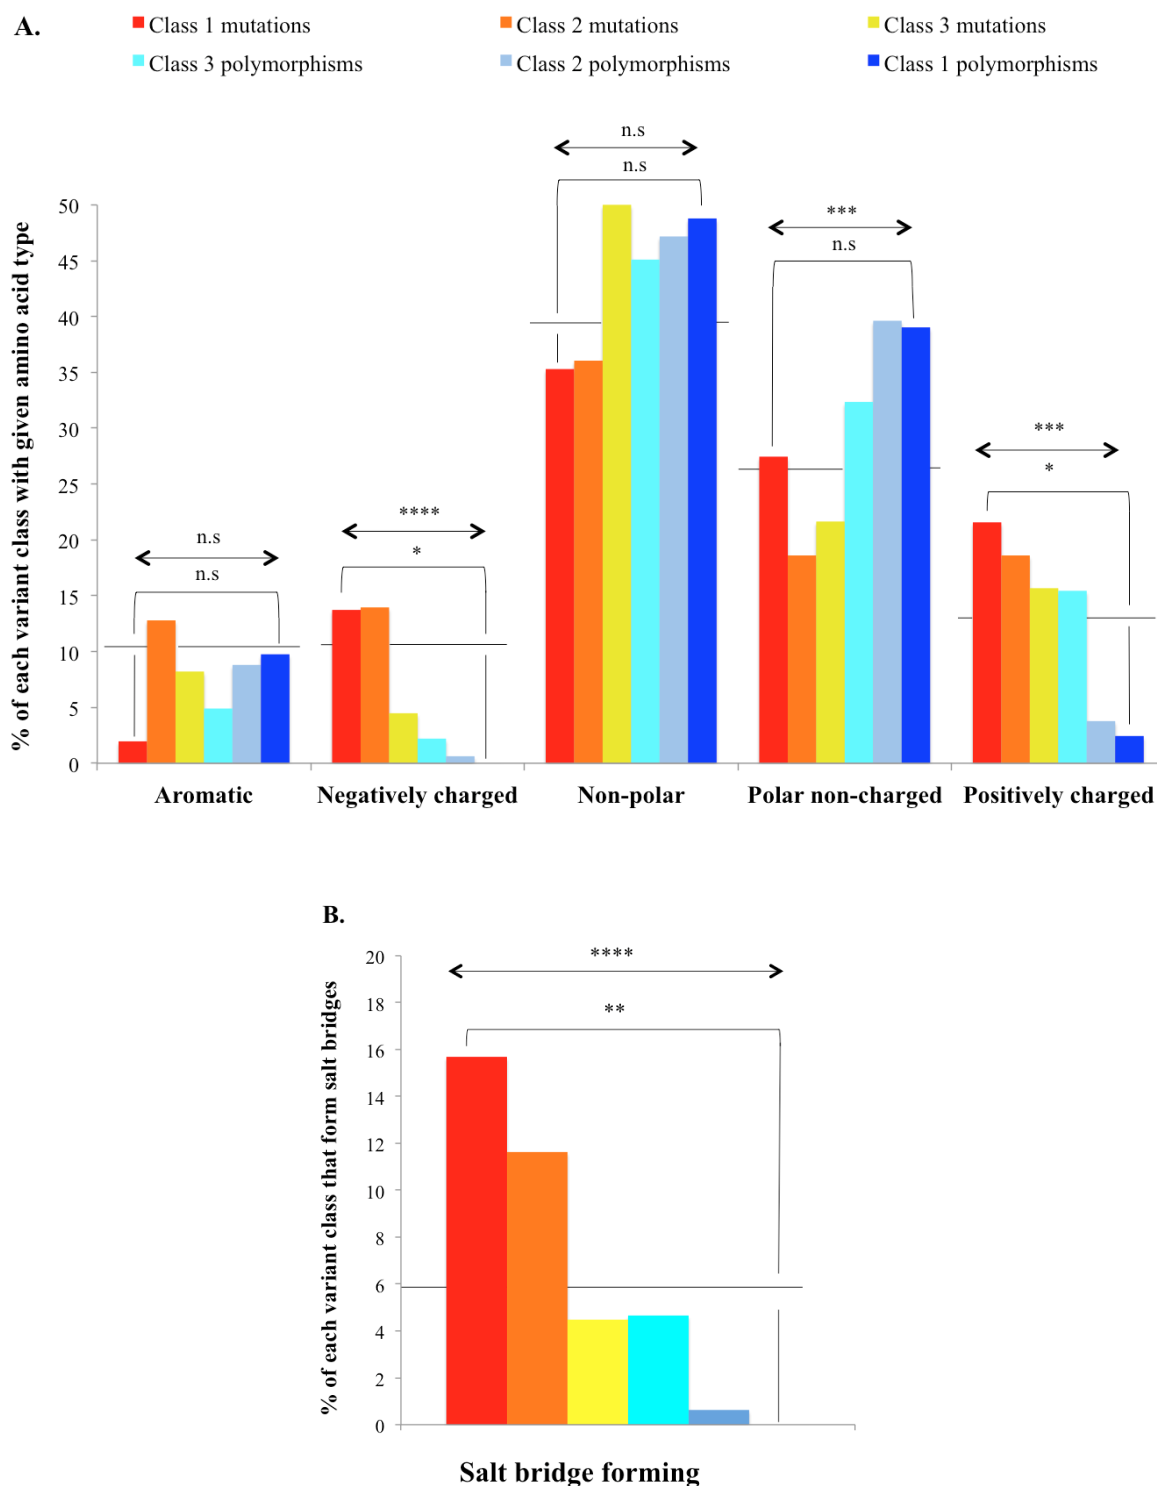 A.
Class 1 mutations
Class 2 mutations
Class 3 mutations
Class 3 polymorphisms
Class 2 polymorphisms
Class 1 polymorphisms
% of each variant class with given amino acid type
50
45
40
35
30
25
20
15
10
5
0
n.s
n.s
****
*
n.s
n.s
***
n.s
***
*
Aromatic
Negatively charged
Non-polar
Polar non-charged
Positively charged
B.
% of each variant class that form salt bridges
20
18
16
14
12
10
8
6
4
2
0
****
**
Salt bridge forming